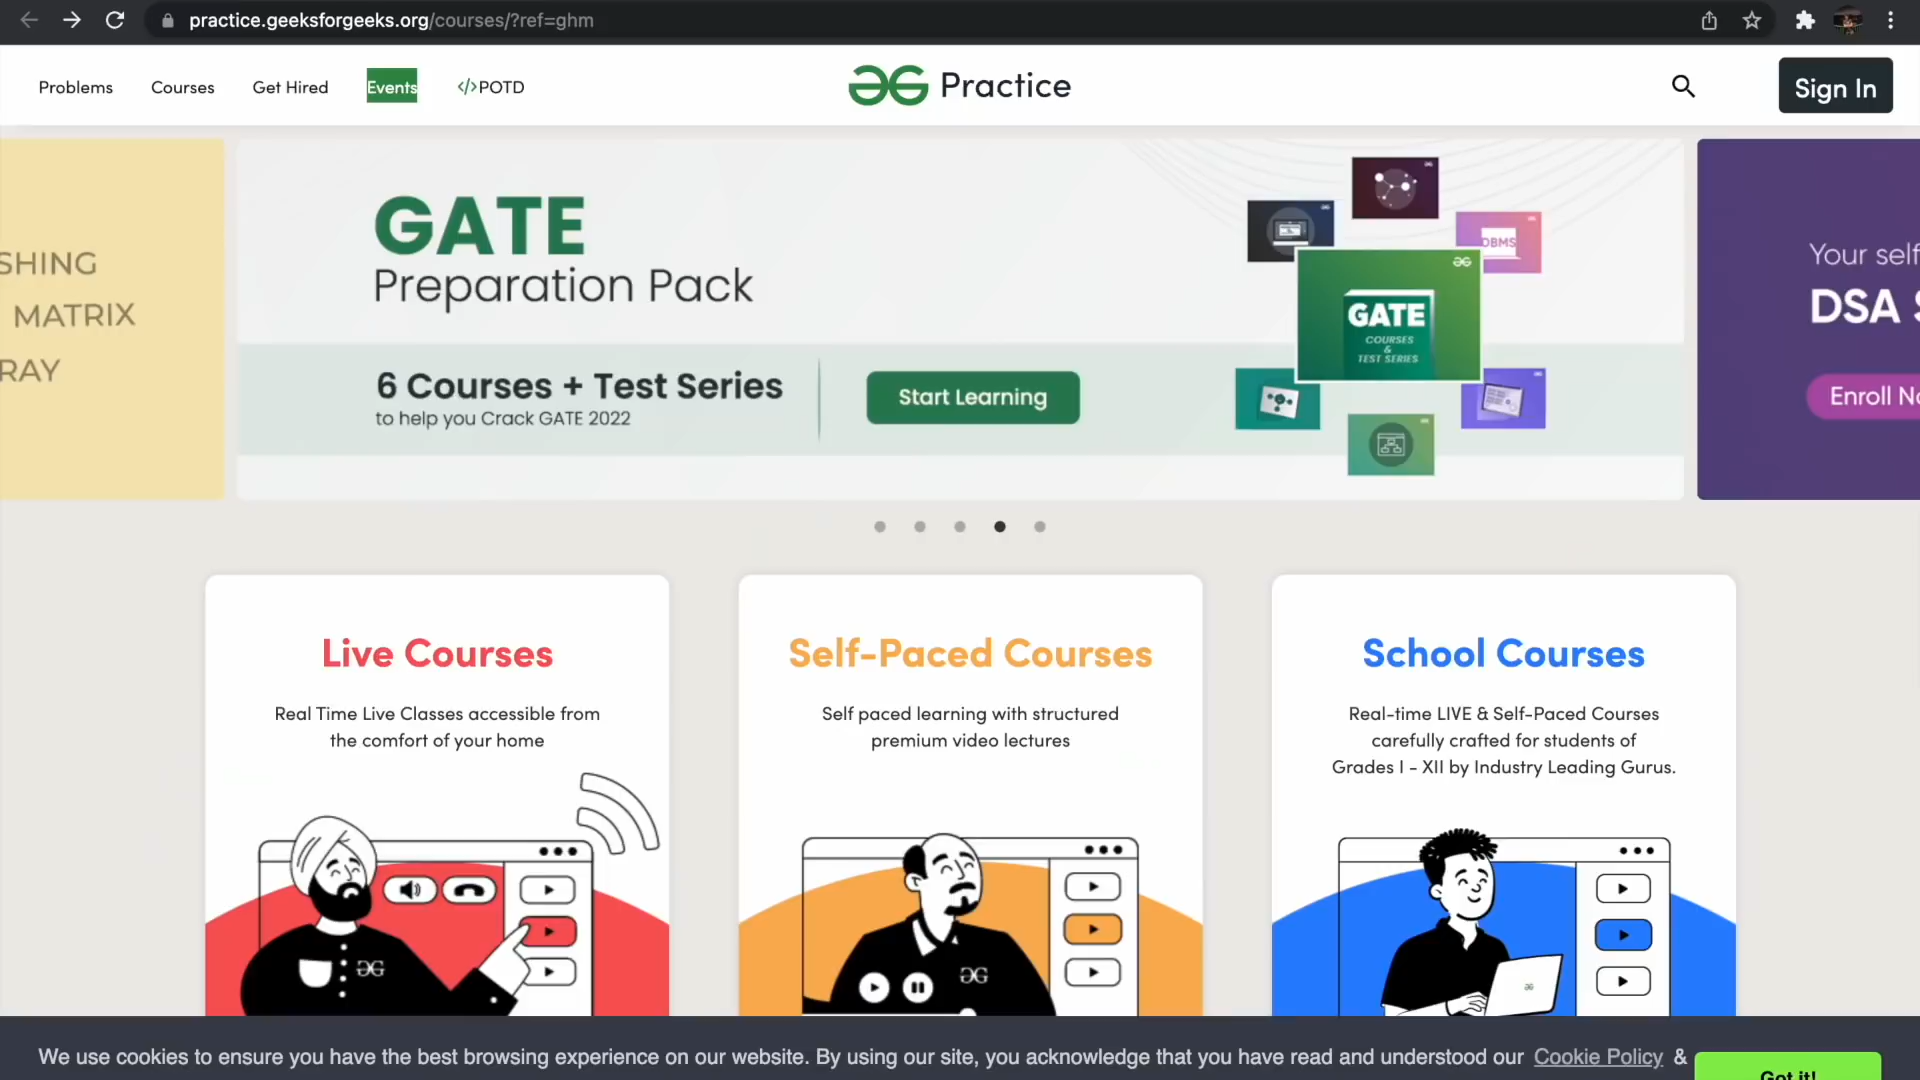 practice.geeksforgeeks.org/courses/?ref=ghm
Problems
Courses
Get Hired
Events
</>POTD
Practice
Sign In
SHING
MATRIX
RAY
GATE
Preparation Pack
6 Courses + Test Series
to help you Crack GATE 2022
Start Learning
DBMS
GATE
COURSES
&
TEST SERIES
Your self
DSA S
Enroll No
Live Courses
Real Time Live Classes accessible from
the comfort of your home
Self-Paced Courses
Self paced learning with structured
premium video lectures
School Courses
Real-time LIVE & Self-Paced Courses
carefully crafted for students of
Grades I - XII by Industry Leading Gurus.
We use cookies to ensure you have the best browsing experience on our website. By using our site, you acknowledge that you have read and understood our Cookie Policy &
Got it!